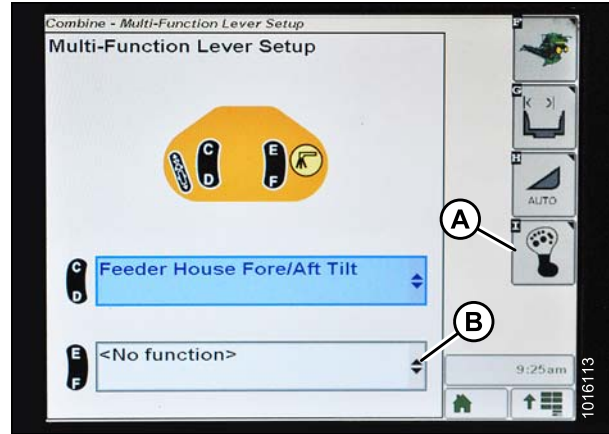 Combine - Multi-Function Lever Setup
Multi-Function Lever Setup
F
G
H
AUTO
I
A
C
D
E
F
C
D
Feeder House Fore/Aft Tilt
B
E
F
<No function>
9:25am
1016113